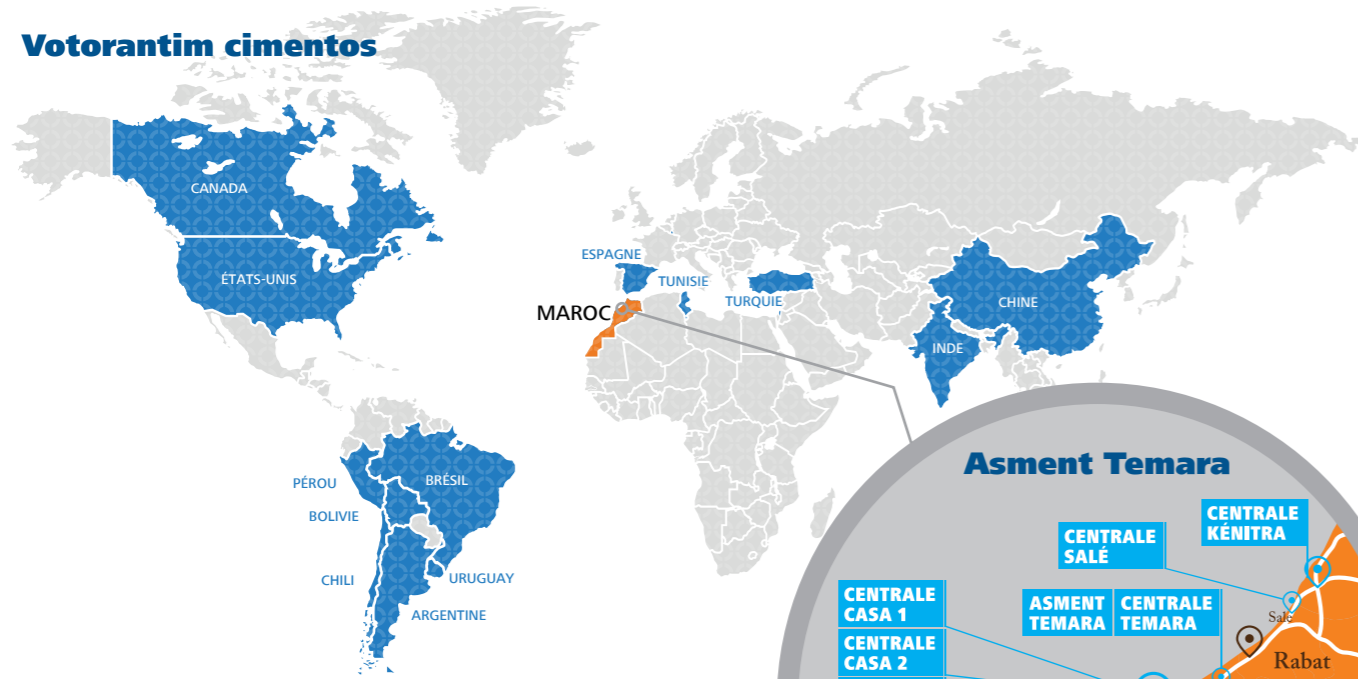 Votorantim cimentos
CANADA
ÉTATS-UNIS
ESPAGNE
TUNISIE
TURQUIE
MAROC
CHINE
INDE
PÉROU
BRÉSIL
BOLIVIE
CHILI
URUGUAY
ARGENTINE
Asment Temara
CENTRALE
KÉNITRA
CENTRALE
SALÉ
CENTRALE
CASA 1
ASMENT
TEMARA
CENTRALE
TEMARA
Salé
CENTRALE
CASA 2
Rabat